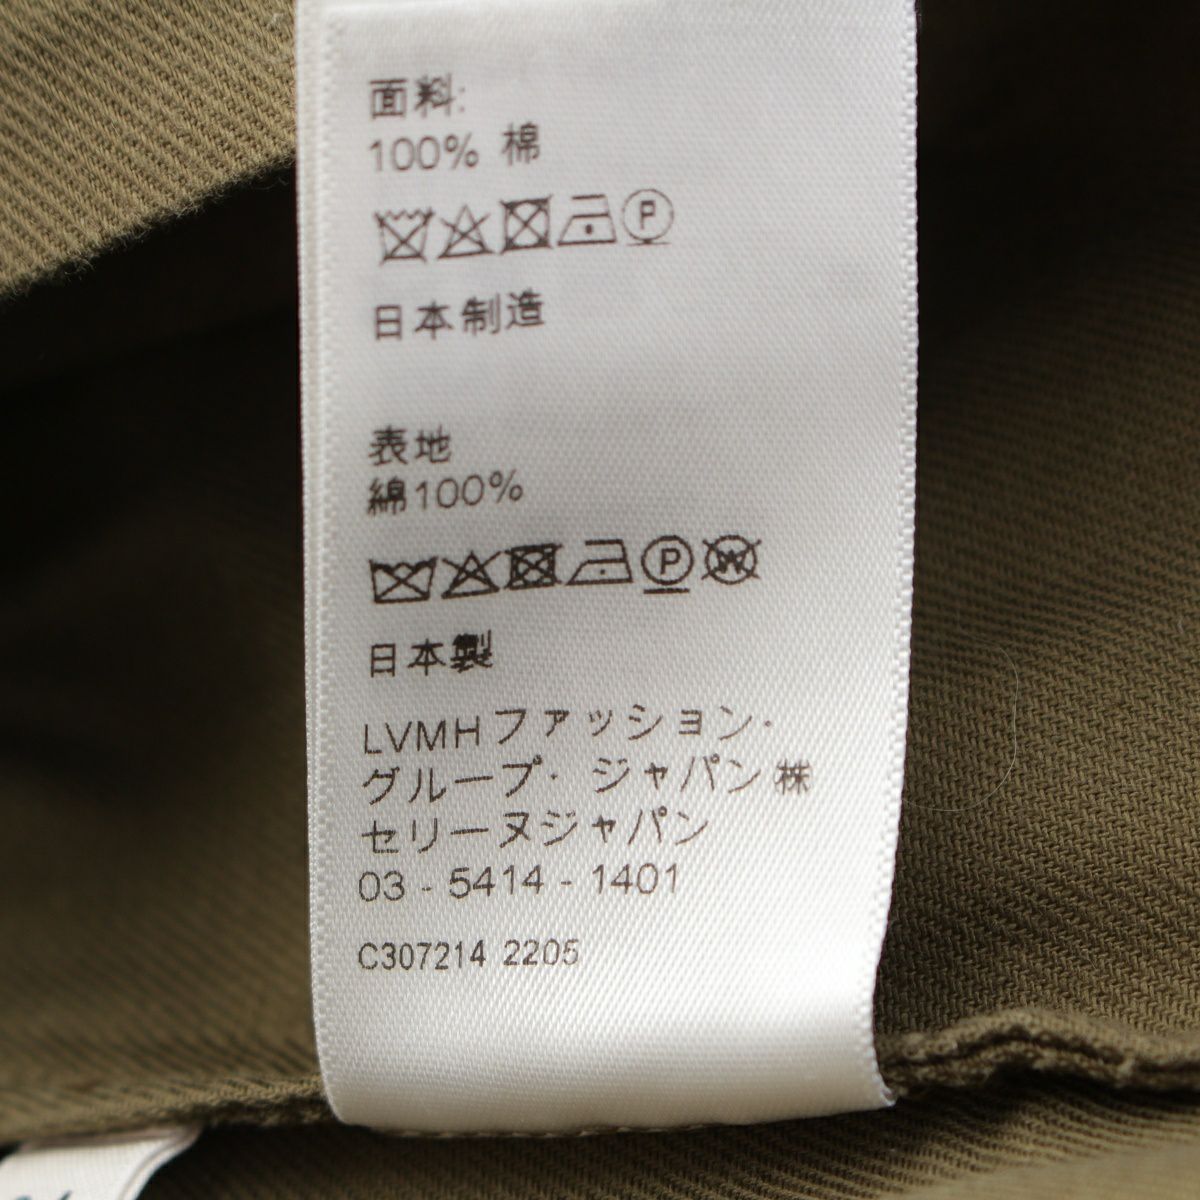 面料:
100% 棉
P
日本制造
表地
綿100%
P W
日本製
LVMHファッション・
グループ・ジャパン 株
セリーヌジャパン
03 - 5414 - 1401
C307214 2205